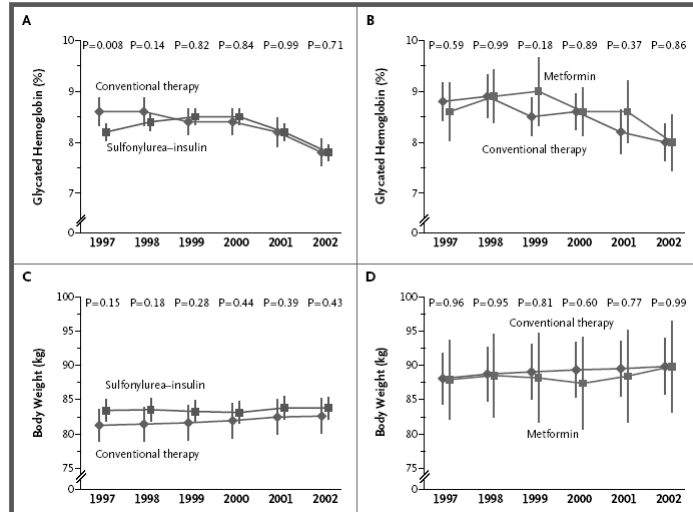 A
P=0.008 P=0.14 P=0.82 P=0.84 P=0.99 P=0.71
Conventional therapy
Sulfonylurea–insulin
Glycated Hemoglobin (%)
10
9
8
7
0
1997 1998 1999 2000 2001 2002
B
P=0.59 P=0.99 P=0.18 P=0.89 P=0.37 P=0.86
Metformin
Conventional therapy
Glycated Hemoglobin (%)
10
9
8
7
0
1997 1998 1999 2000 2001 2002
C
P=0.15 P=0.18 P=0.28 P=0.44 P=0.39 P=0.43
Sulfonylurea–insulin
Conventional therapy
Body Weight (kg)
100
95
90
85
80
75
0
1997 1998 1999 2000 2001 2002
D
P=0.96 P=0.95 P=0.81 P=0.60 P=0.77 P=0.99
Conventional therapy
Metformin
Body Weight (kg)
100
95
90
85
80
75
0
1997 1998 1999 2000 2001 2002